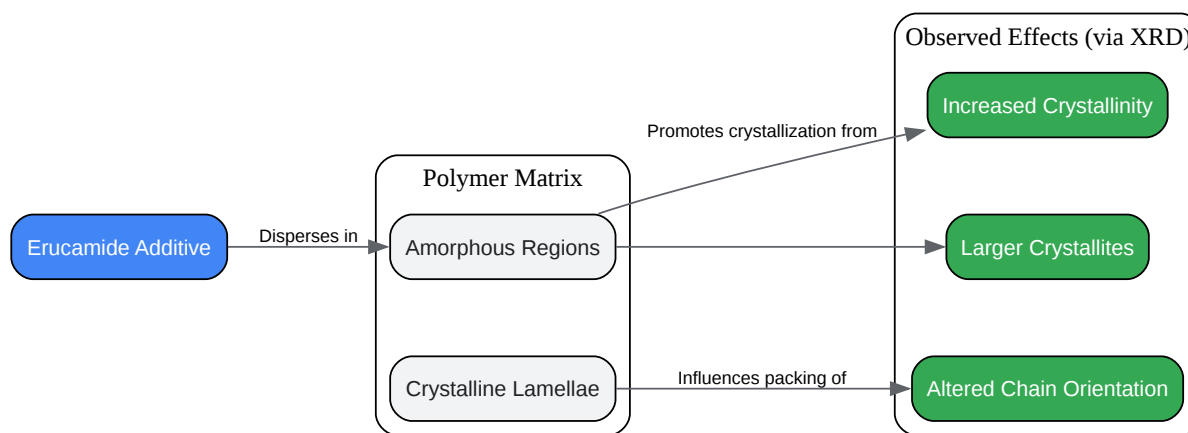 Observed Effects (via XRD)
Increased Crystallinity
Promotes crystallization from
Polymer Matrix
Erucamide Additive
Disperses in
Amorphous Regions
Larger Crystallites
Crystalline Lamellae
Influences packing of
Altered Chain Orientation